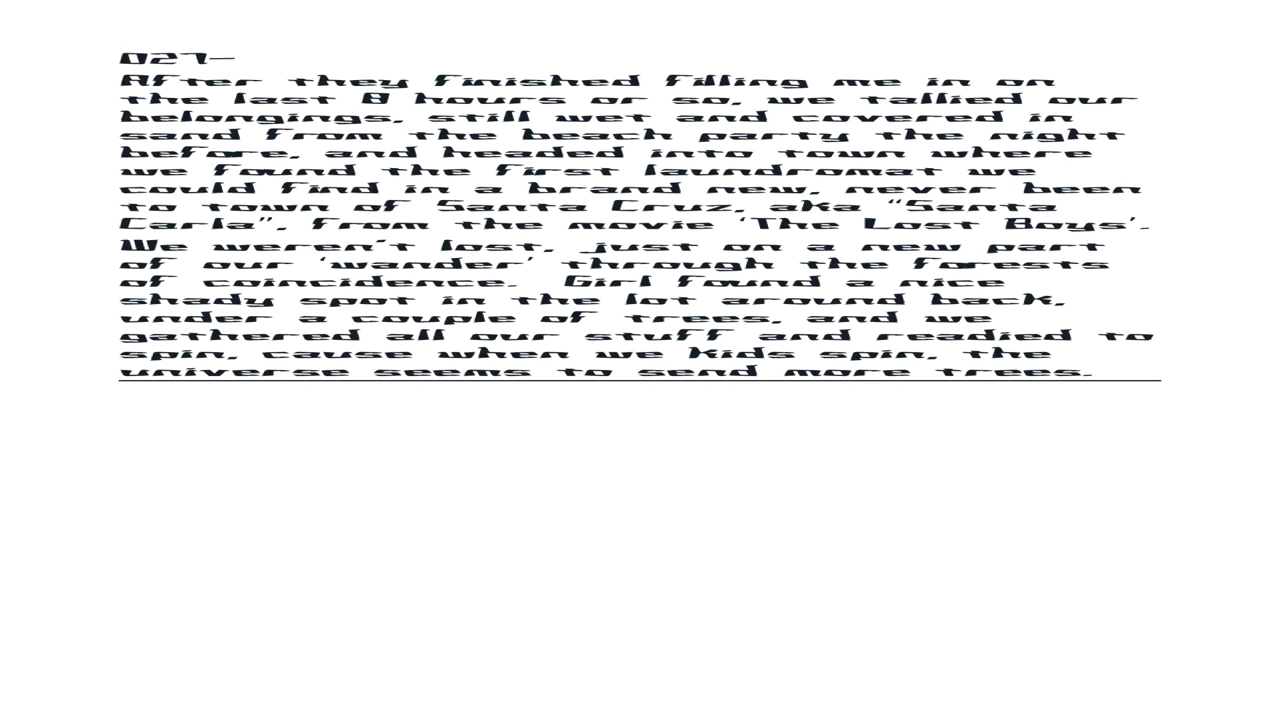 027—
After they finished filling me in on
the last 8 hours or so, we tallied our
belongings, still wet and covered in
sand from the beach party the night
before, and headed into town where
we found the first laundromat we
could find in a brand new, never been
to town of Santa Cruz, aka “Santa
Carla”, from the movie ‘The Lost Boys’.
We weren’t lost, just on a new part
of our ‘wander’ through the forests
of coincidence. Girl found a nice
shady spot in the lot around back,
under a couple of trees, and we
gathered all our stuff and readied to
spin, cause when we kids spin, the
universe seems to send more trees.